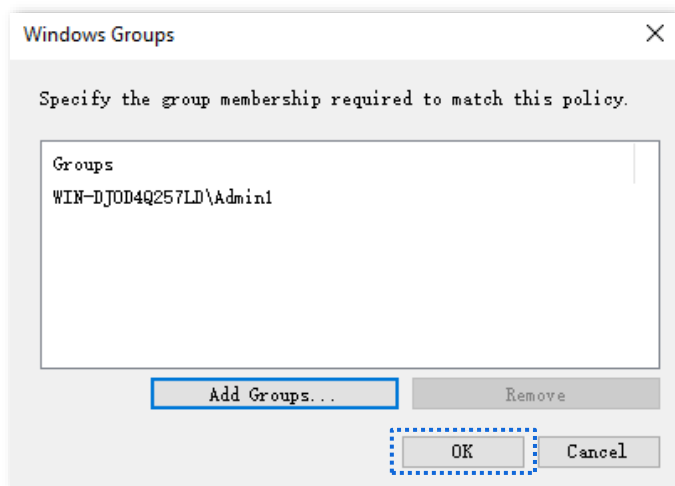 Windows Groups
Specify the group membership required to match this policy.
Groups
WIN-DJOD4Q257LD\Admin1
Add Groups...
Remove
OK
Cancel